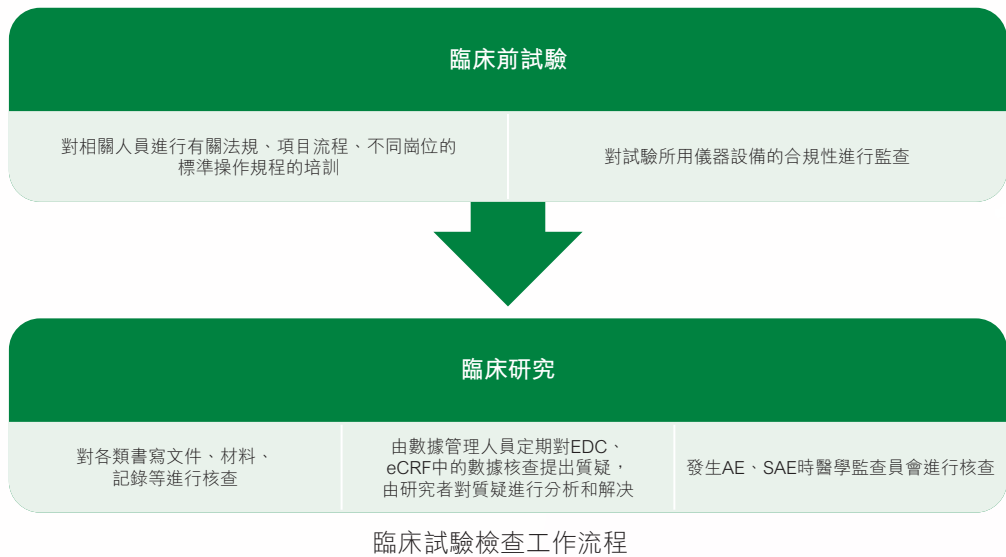 臨床前試驗
對相關人員進行有關法規、項目流程、不同崗位的
標準操作規程的培訓
對試驗所用儀器設備的合規性進行監查
臨床研究
對各類書寫文件、材料、
記錄等進行核查
由數據管理人員定期對EDC、
eCRF中的數據核查提出質疑，
由研究者對質疑進行分析和解決
發生AE、SAE時醫學監查員會進行核查
臨床試驗檢查工作流程